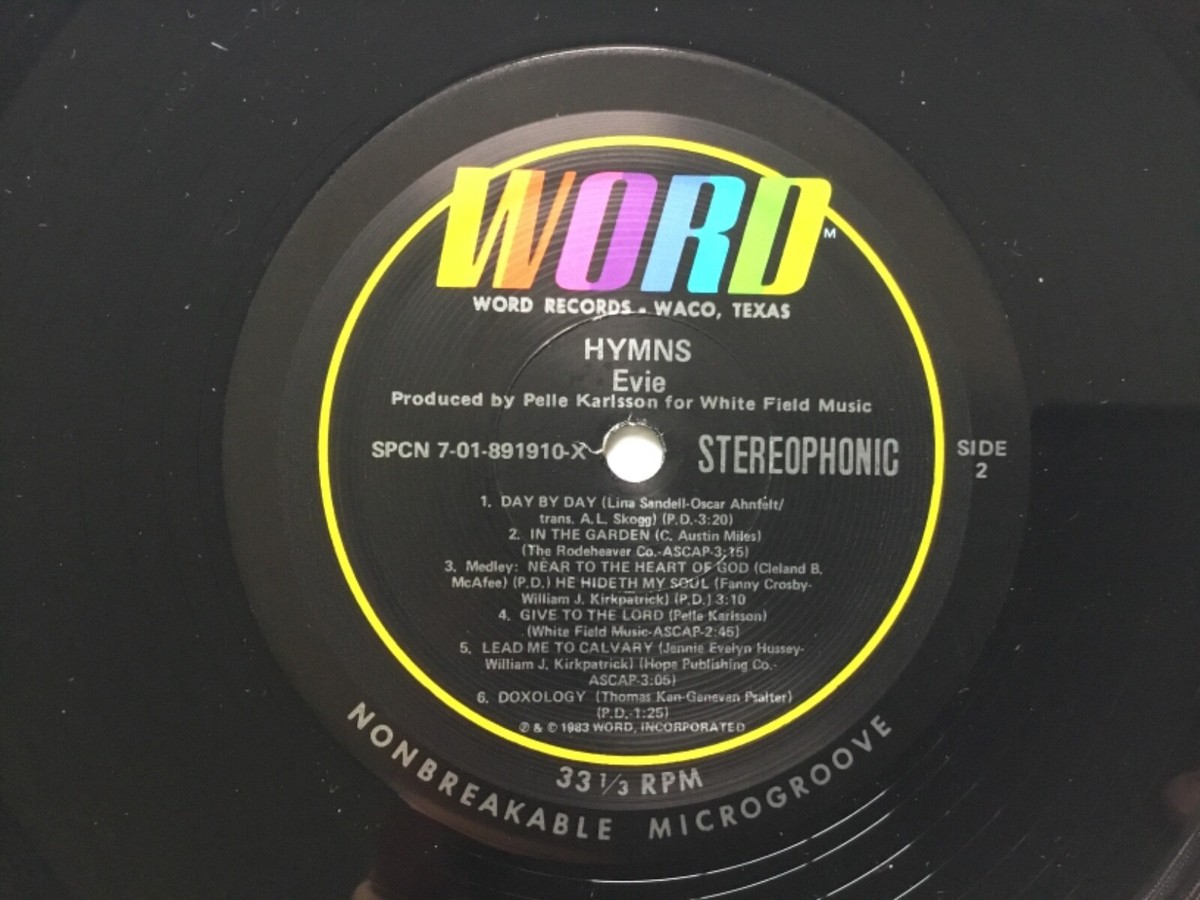 WORD
M
WORD RECORDS • WACO, TEXAS
HYMNS
Evie
Produced by Pelle Karlsson for White Field Music
SPCN 7-01-891910-X
STEREOPHONIC
SIDE
2
1. DAY BY DAY (Lina Sandell-Oscar Ahnfelt/
trans. A.L. Skogg) (P.D.-3:20)
2. IN THE GARDEN (C. Austin Miles)
(The Rodeheaver Co.-ASCAP-3:15)
3. Medley: NEAR TO THE HEART OF GOD (Cleland B.
McAfee) (P.D.) HE HIDETH MY SOUL (Fanny Crosby-
William J. Kirkpatrick) (P.D.) 3:10
4. GIVE TO THE LORD (Pelle Karlsson)
(White Field Music-ASCAP-2:45)
5. LEAD ME TO CALVARY (Jennie Evelyn Hussey-
William J. Kirkpatrick) (Hope Publishing Co.-
ASCAP-3:05)
6. DOXOLOGY (Thomas Kan-Genevan Psalter)
(P.D.-1:25)
℗ & © 1983 WORD, INCORPORATED
33 1/3 RPM
NONBREAKABLE MICROGROOVE